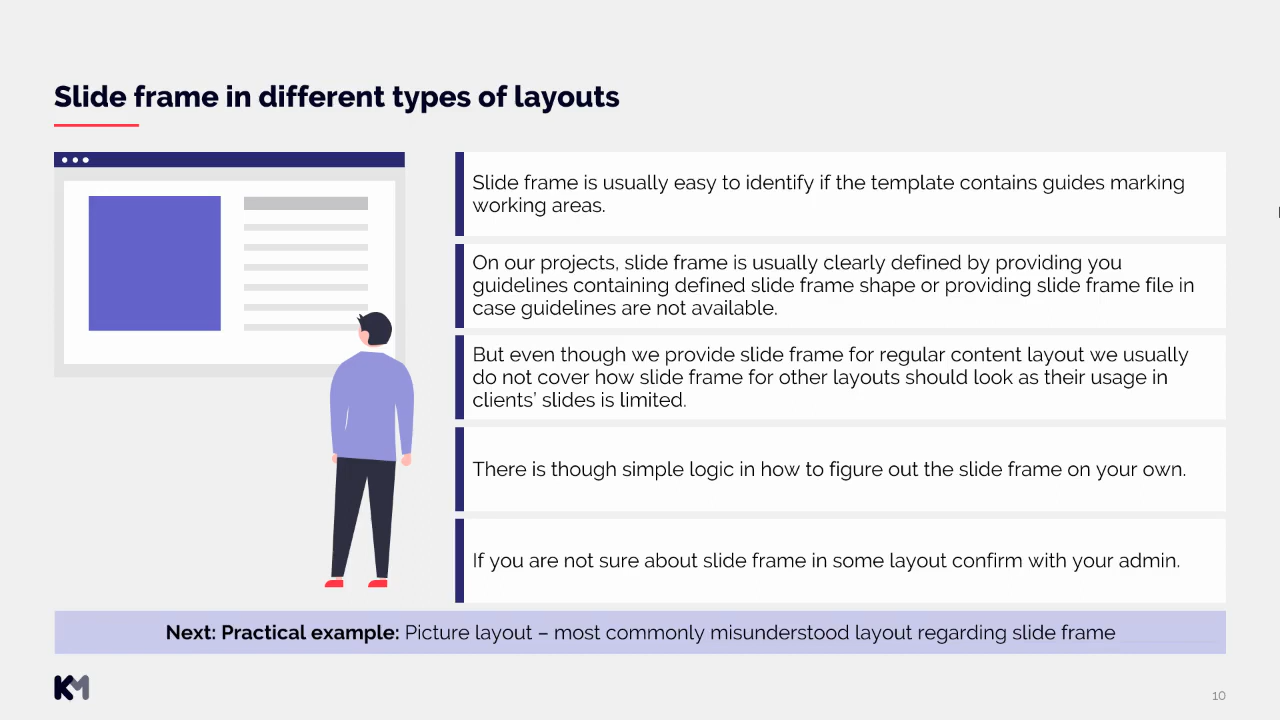 Slide frame in different types of layouts
Slide frame is usually easy to identify if the template contains guides marking
working areas.
On our projects, slide frame is usually clearly defined by providing you
guidelines containing defined slide frame shape or providing slide frame file in
case guidelines are not available.
But even though we provide slide frame for regular content layout we usually
do not cover how slide frame for other layouts should look as their usage in
clients’ slides is limited.
There is though simple logic in how to figure out the slide frame on your own.
If you are not sure about slide frame in some layout confirm with your admin.
Next: Practical example: Picture layout – most commonly misunderstood layout regarding slide frame
KM
10